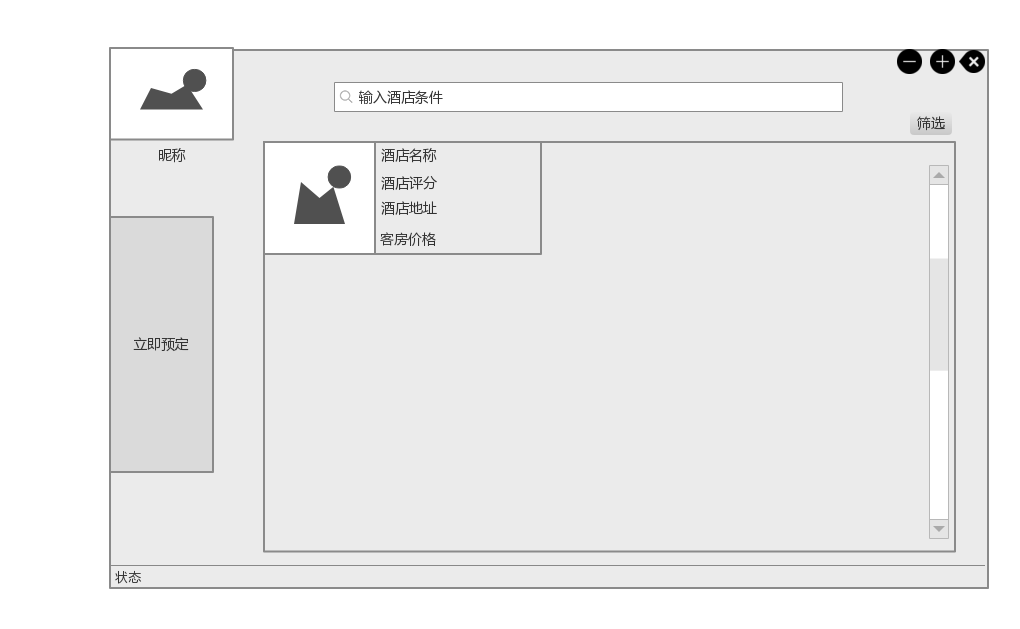 输入酒店条件
筛选
昵称
酒店名称
酒店评分
酒店地址
客房价格
立即预定
状态